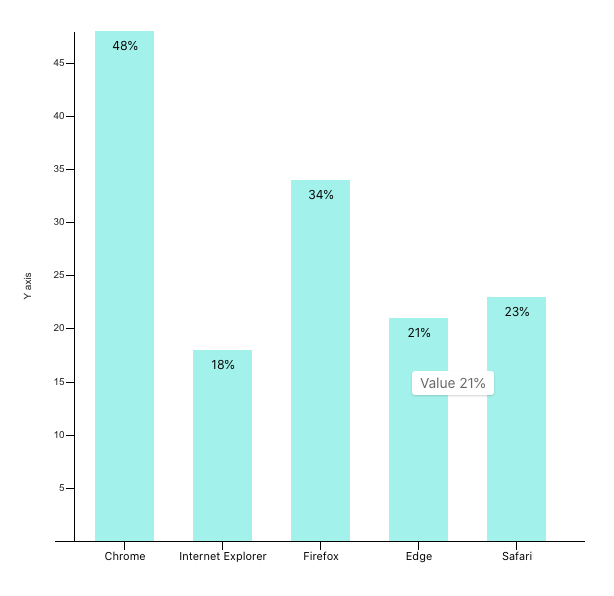 48%
45
40
35
34%
30
25
Y axis
23%
21%
20
18%
Value 21%
15
10
5
Chrome
Internet Explorer
Firefox
Edge
Safari